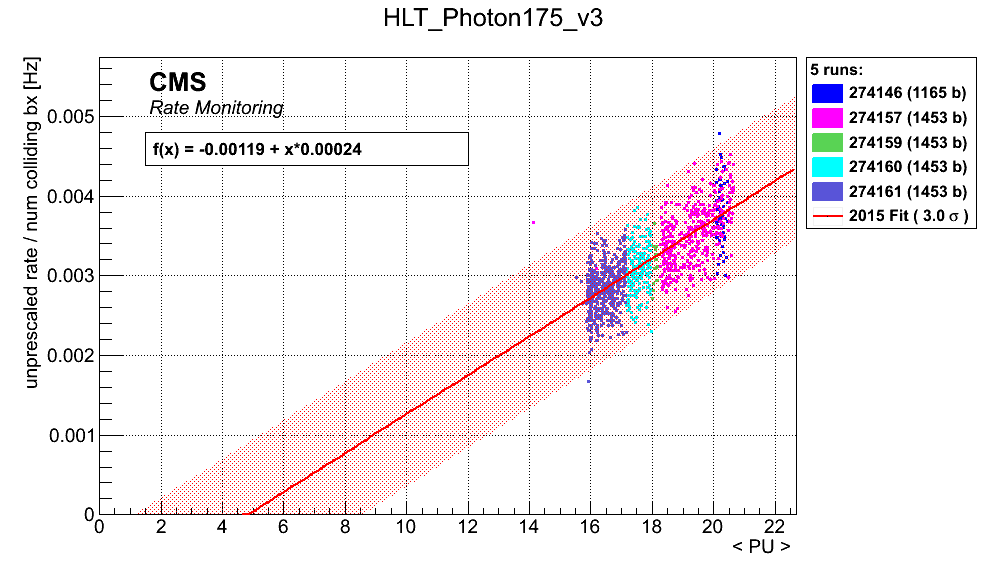 HLT_Photon175_v3
unprescaled rate / num colliding bx [Hz]
CMS
Rate Monitoring
f(x) = -0.00119 + x*0.00024
0.005
0.004
0.003
0.002
0.001
0
0 2 4 6 8 10 12 14 16 18 20 22
< PU >
5 runs:
274146 (1165 b)
274157 (1453 b)
274159 (1453 b)
274160 (1453 b)
274161 (1453 b)
2015 Fit ( 3.0 σ )